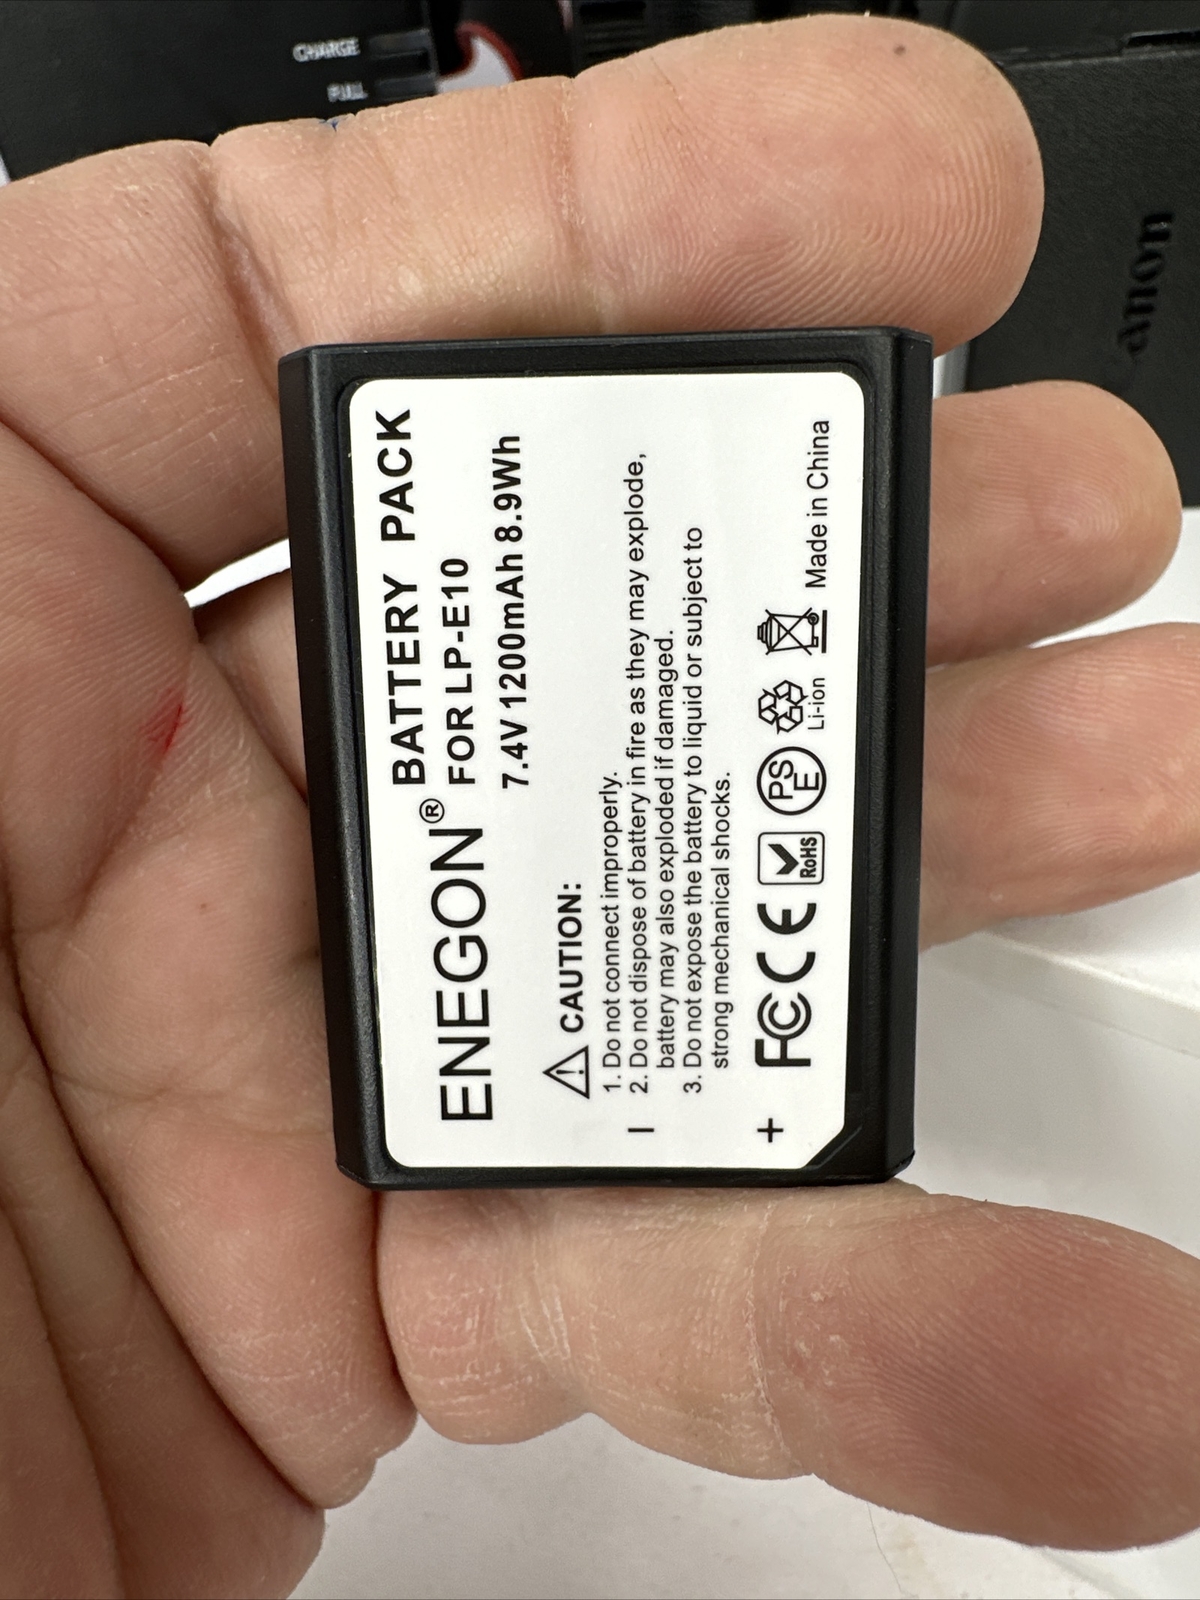 CHARGE
FULL
anon
ENEGON® BATTERY PACK
FOR LP-E10
7.4V 1200mAh 8.9Wh
CAUTION:
1. Do not connect improperly.
2. Do not dispose of battery in fire as they may explode,
battery may also exploded if damaged.
3. Do not expose the battery to liquid or subject to
strong mechanical shocks.
–
+
FCC CE RoHS PSE Li-ion Made in China